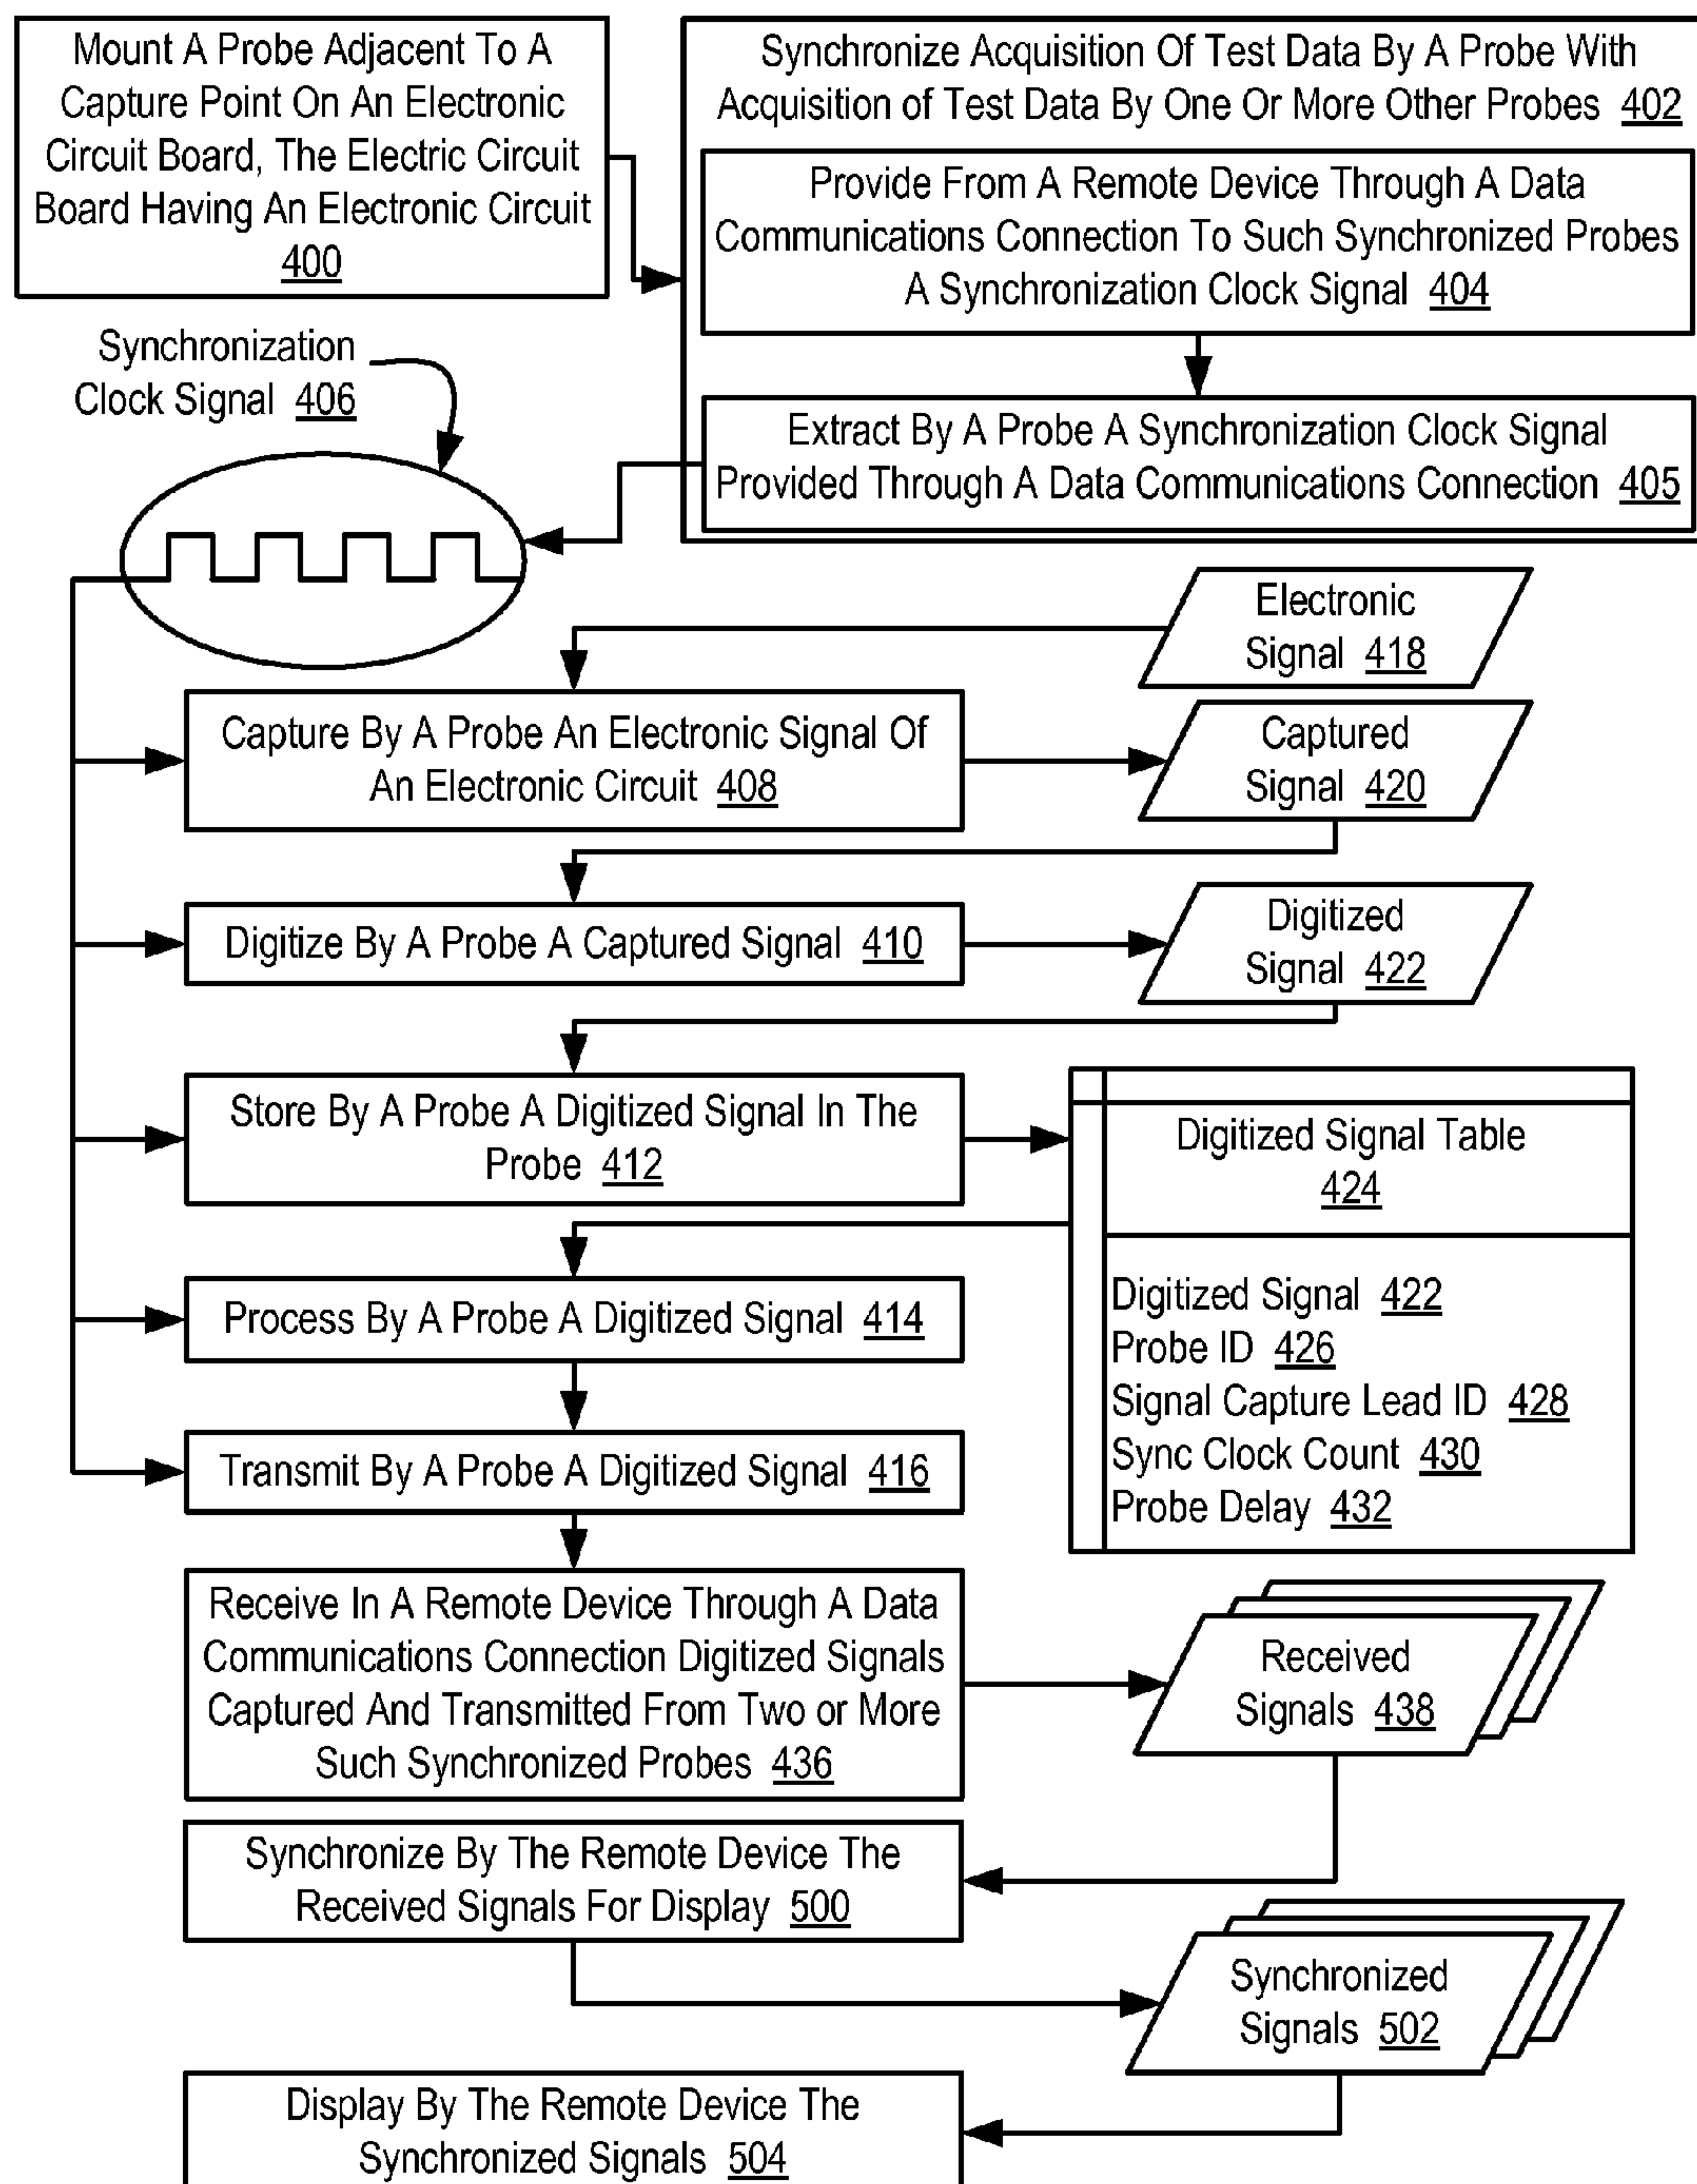 Mount A Probe Adjacent To A
Capture Point On An Electronic
Circuit Board, The Electric Circuit
Board Having An Electronic Circuit
400
Synchronize Acquisition Of Test Data By A Probe With
Acquisition of Test Data By One Or More Other Probes 402
Provide From A Remote Device Through A Data
Communications Connection To Such Synchronized Probes
A Synchronization Clock Signal 404
Extract By A Probe A Synchronization Clock Signal
Provided Through A Data Communications Connection 405
Synchronization
Clock Signal 406
Electronic
Signal 418
Capture By A Probe An Electronic Signal Of
An Electronic Circuit 408
Captured
Signal 420
Digitize By A Probe A Captured Signal 410
Digitized
Signal 422
Store By A Probe A Digitized Signal In The
Probe 412
Digitized Signal Table
424
Digitized Signal 422
Probe ID 426
Signal Capture Lead ID 428
Sync Clock Count 430
Probe Delay 432
Process By A Probe A Digitized Signal 414
Transmit By A Probe A Digitized Signal 416
Receive In A Remote Device Through A Data
Communications Connection Digitized Signals
Captured And Transmitted From Two or More
Such Synchronized Probes 436
Received
Signals 438
Synchronize By The Remote Device The
Received Signals For Display 500
Synchronized
Signals 502
Display By The Remote Device The
Synchronized Signals 504